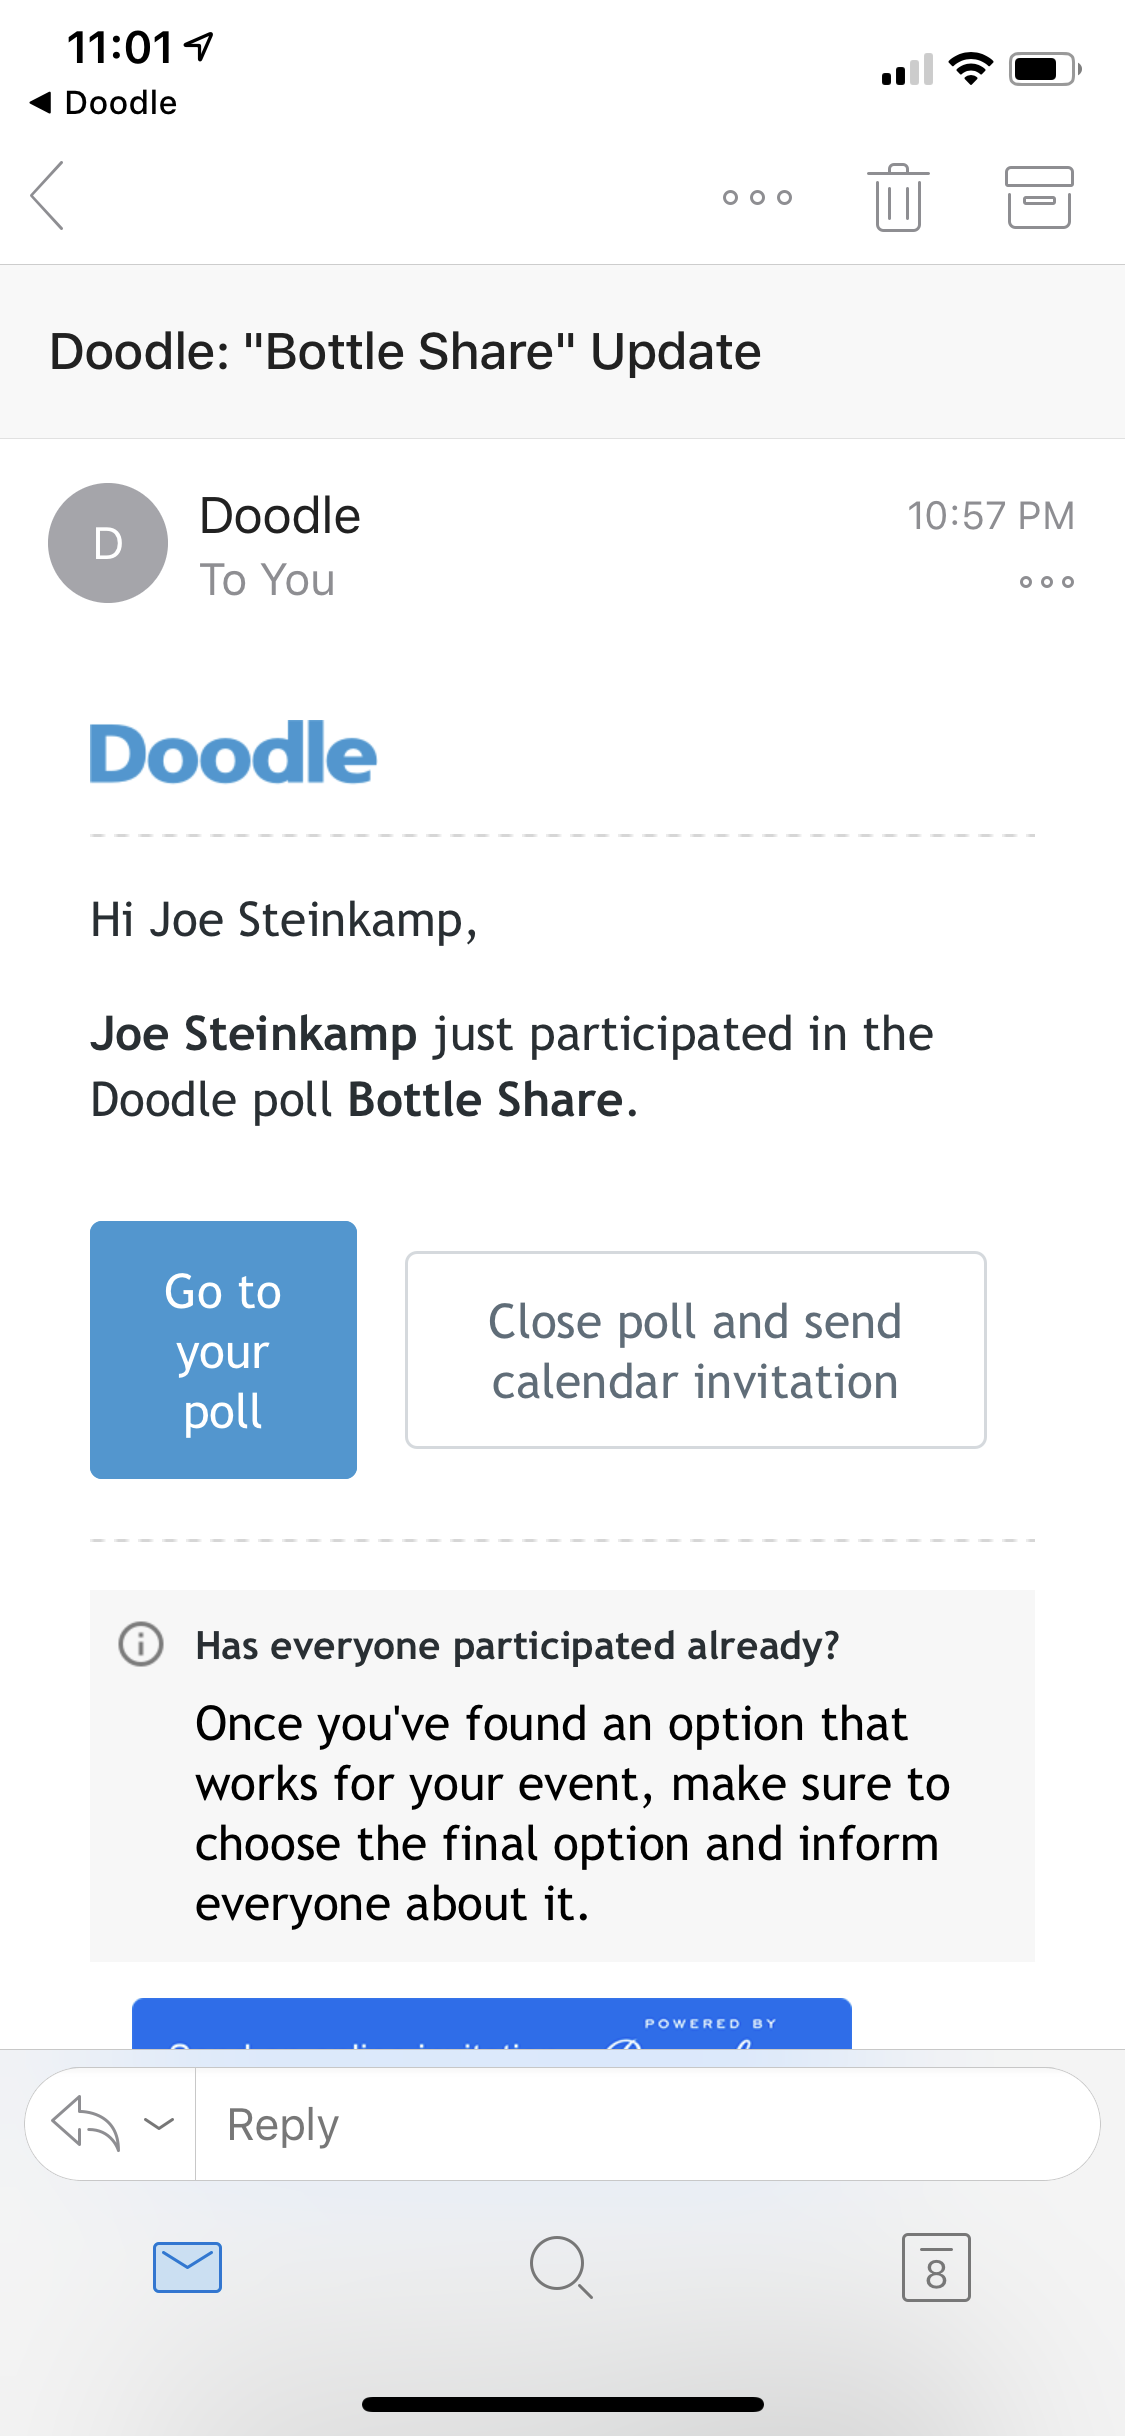 11:01
Doodle
Doodle: "Bottle Share" Update
D
Doodle
10:57 PM
To You
Doodle
Hi Joe Steinkamp,
Joe Steinkamp just participated in the
Doodle poll Bottle Share.
Go to
your
poll
Close poll and send
calendar invitation
Has everyone participated already?
Once you've found an option that
works for your event, make sure to
choose the final option and inform
everyone about it.
POWERED BY
Reply
8